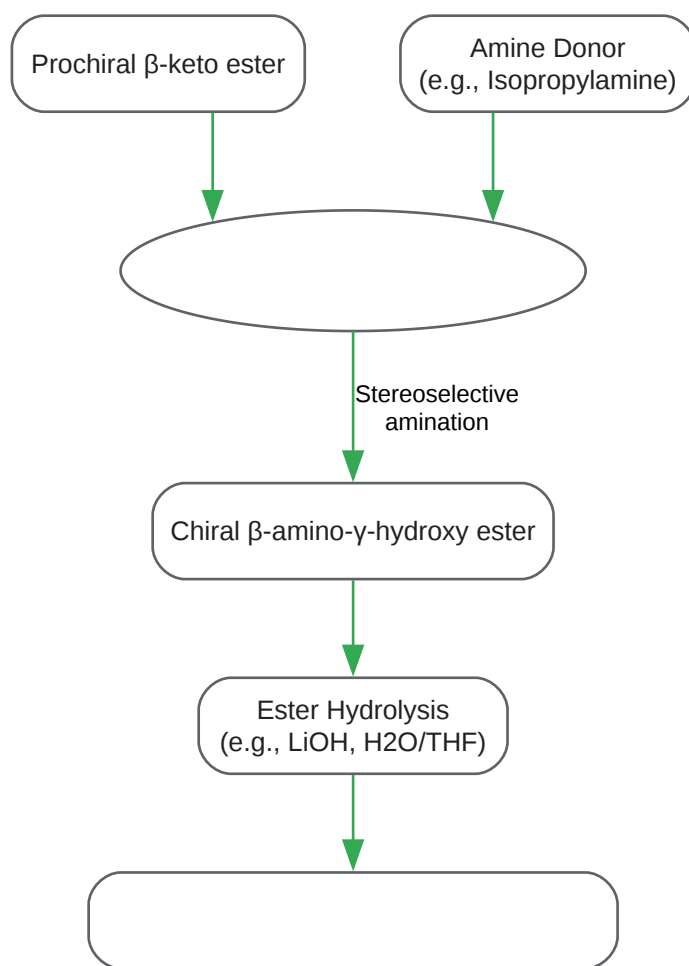 Prochiral β-keto ester
Amine Donor
(e.g., Isopropylamine)
Stereoselective
amination
Chiral β-amino-γ-hydroxy ester
Ester Hydrolysis
(e.g., LiOH, H2O/THF)